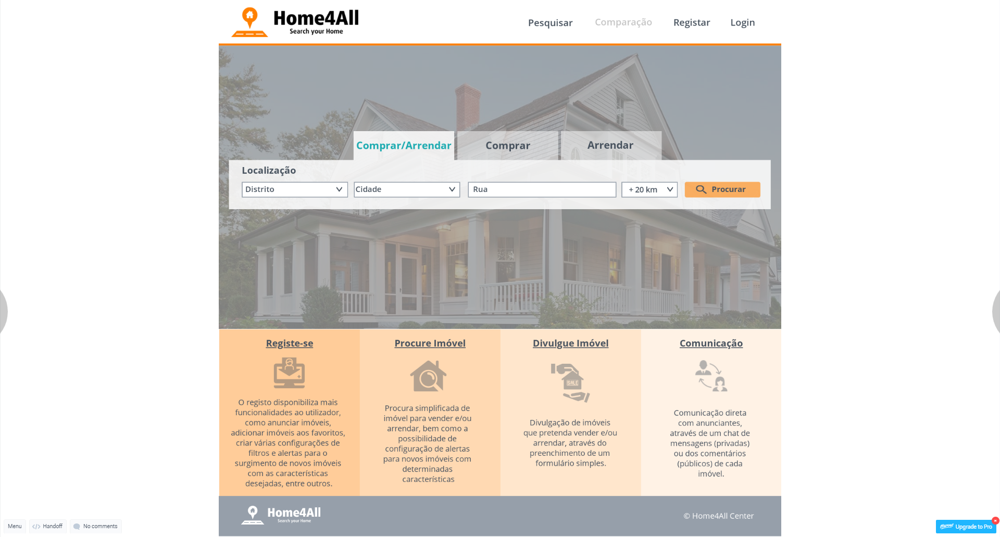 Home4All
Search your Home
Pesquisar
Comparação
Registar
Login
Comprar/Arrendar
Comprar
Arrendar
Localização
Distrito
Cidade
Rua
+ 20 km
Procurar
Registe-se
O registo disponibiliza mais
funcionalidades ao utilizador,
como anunciar imóveis,
adicionar imóveis aos favoritos,
criar várias configurações de
filtros e alertas para o
surgimento de novos imóveis
com as características
desejadas, entre outros.
Procure Imóvel
Procura simplificada de
imóvel para vender e/ou
arrendar, bem como a
possibilidade de
configuração de alertas
para novos imóveis com
determinadas
características
Divulgue Imóvel
SALE
Divulgação de imóveis
que pretenda vender e/ou
arrendar, através do
preenchimento de um
formulário simples.
Comunicação
Comunicação direta
com anunciantes,
através de um chat de
mensagens (privadas)
ou dos comentários
(públicos) de cada
imóvel.
Home4All
Search your Home
© Home4All Center
Menu
Handoff
No comments
Marvel Upgrade to Pro